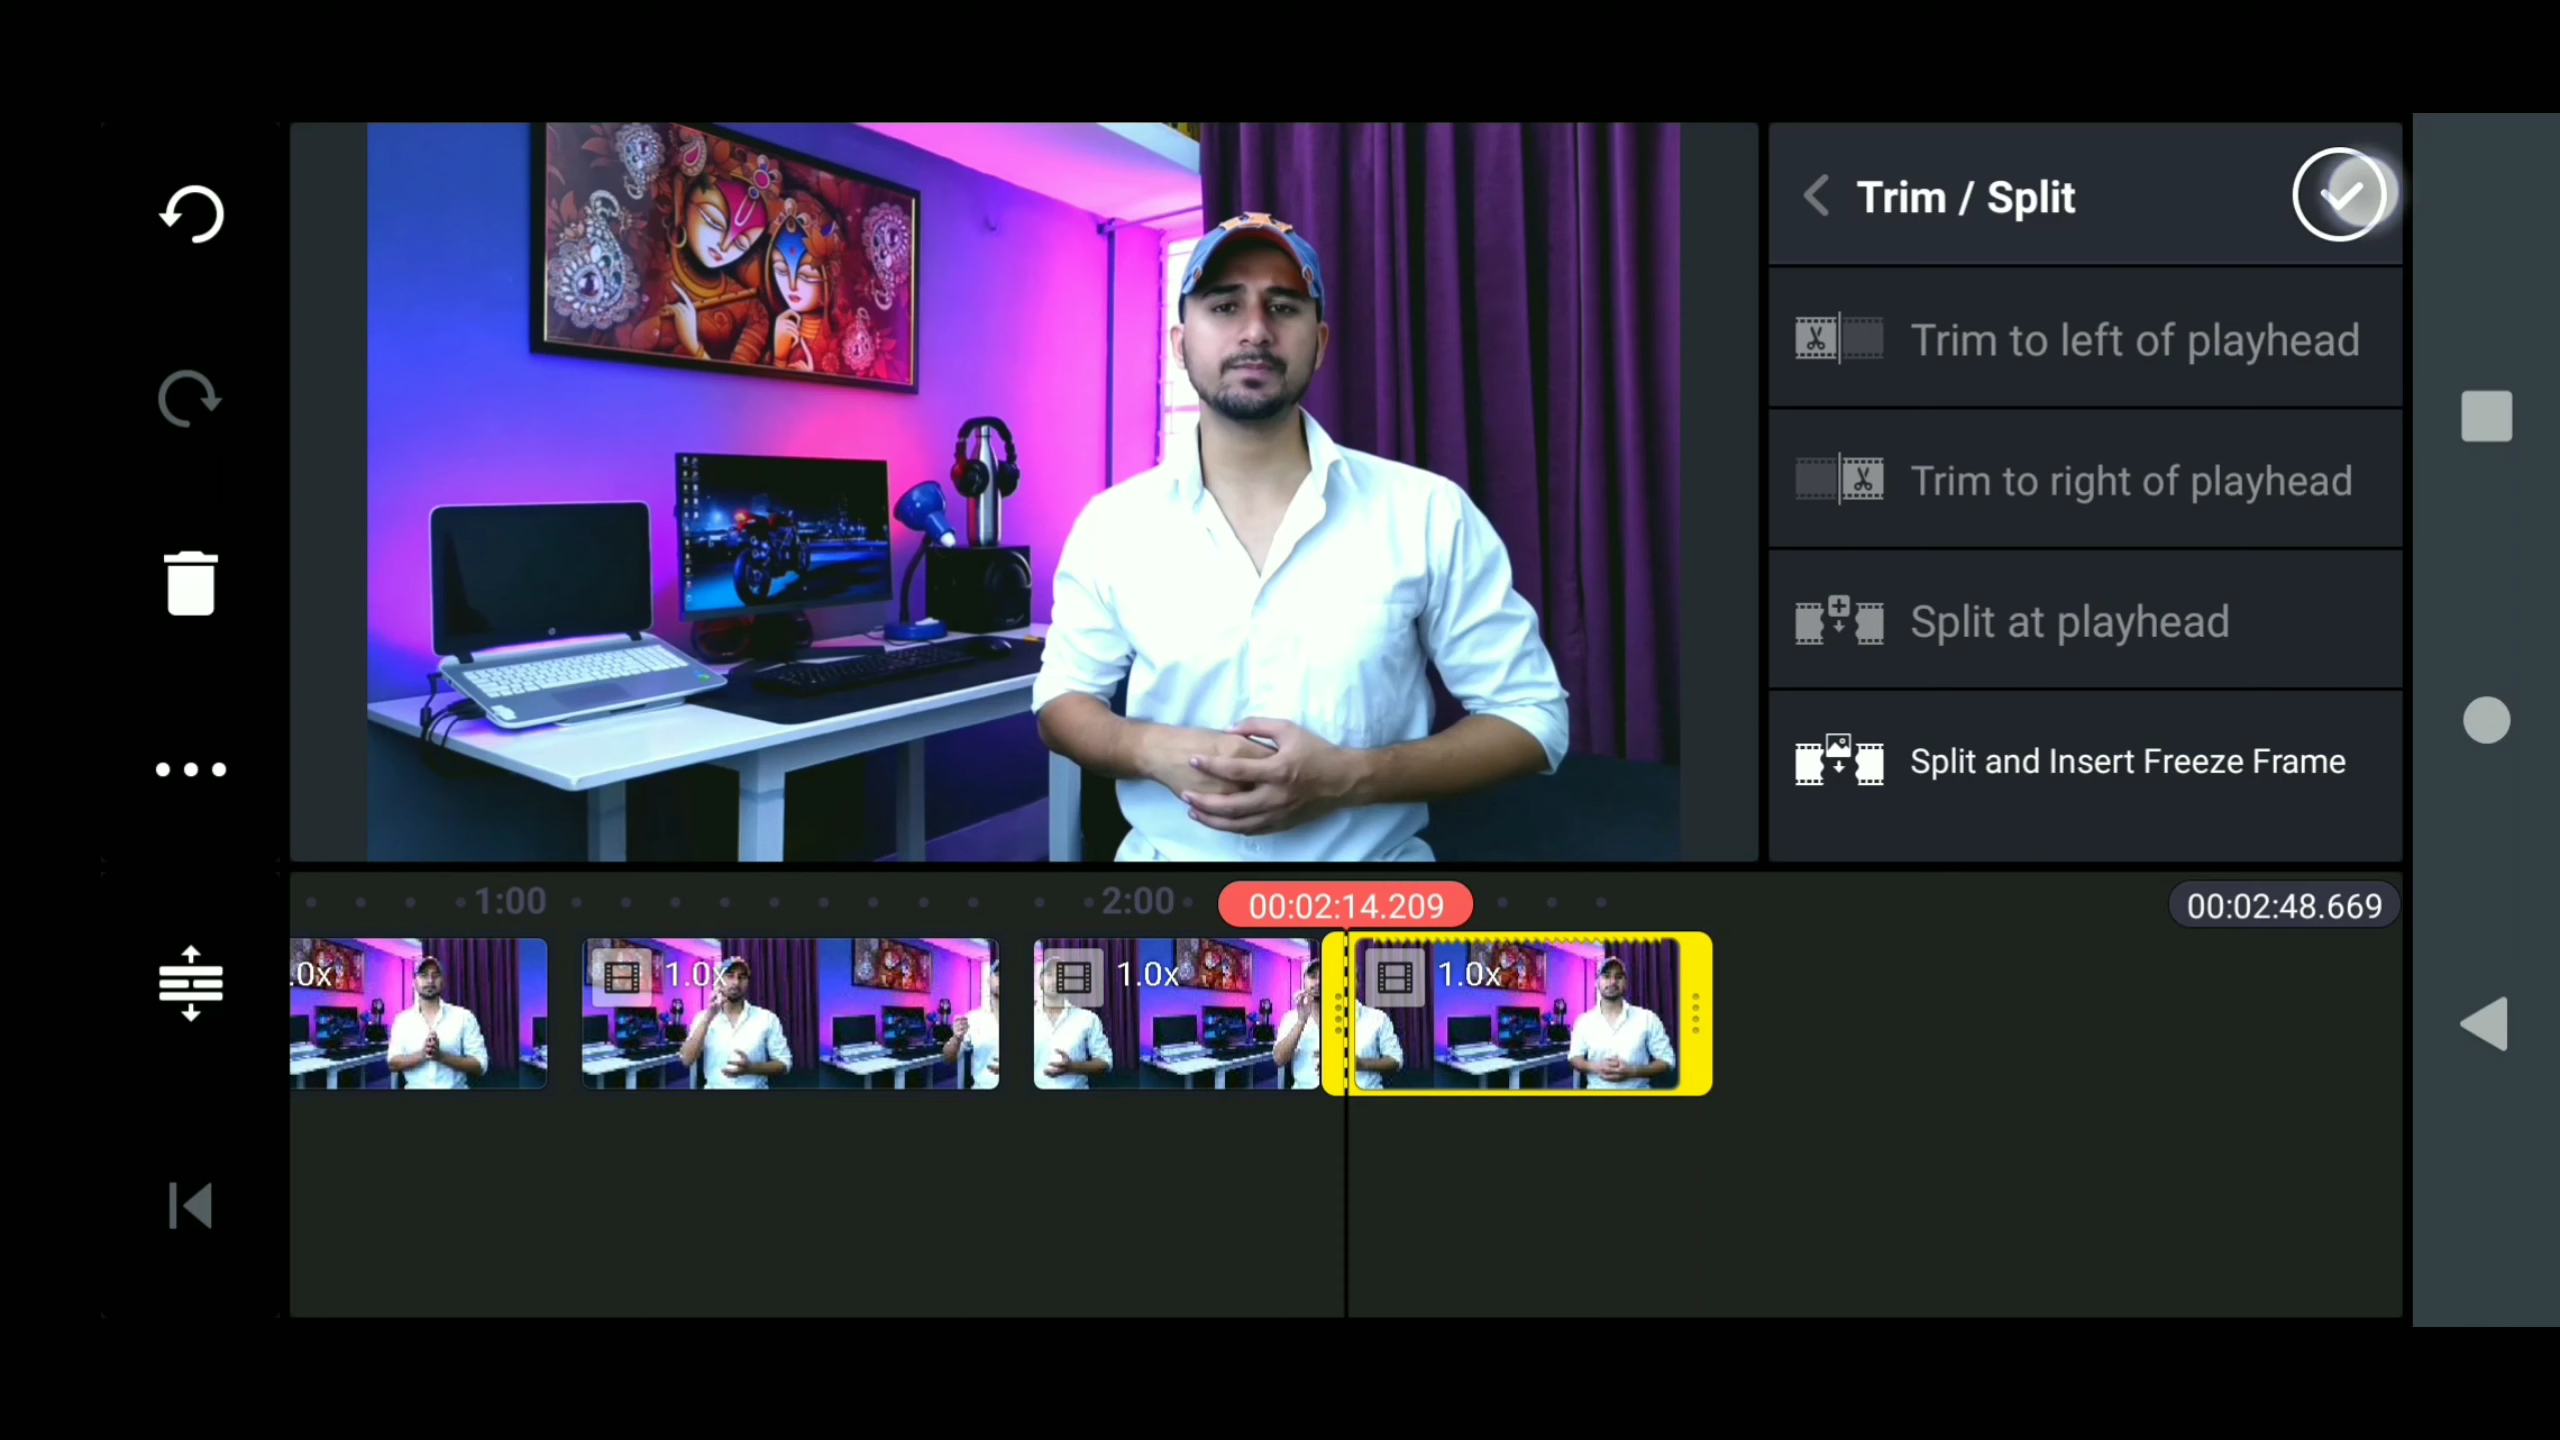 Trim / Split
Trim to left of playhead
Trim to right of playhead
Split at playhead
Split and Insert Freeze Frame
1:00
2:00
00:02:14.209
00:02:48.669
.0x
1.0x
1.0x
1.0x